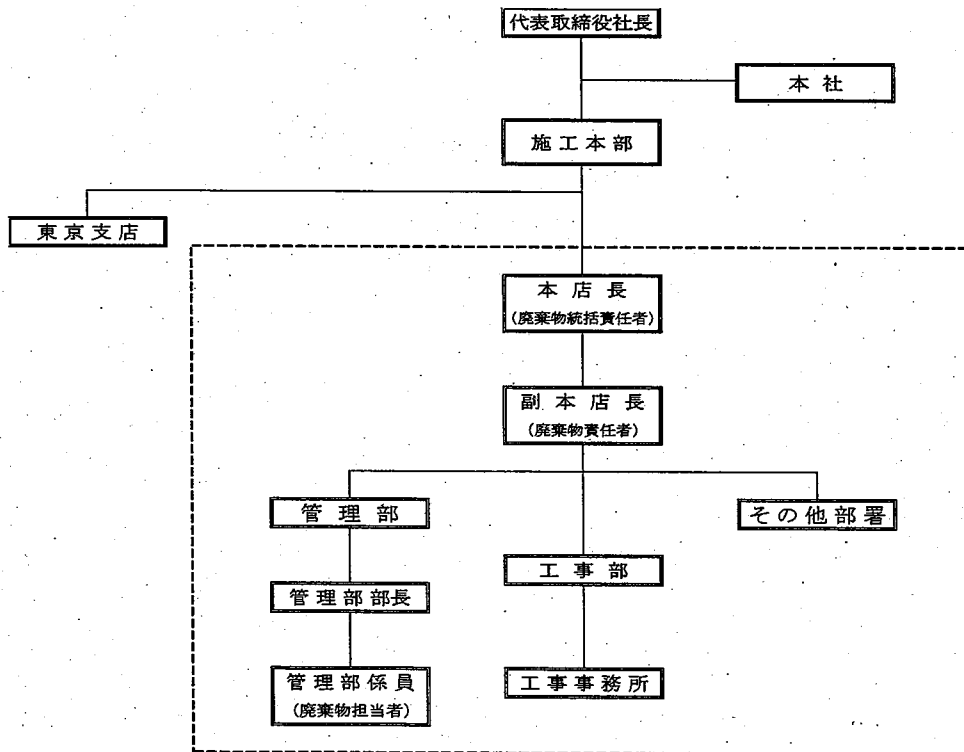 代表取締役社長
本社
施工本部
東京支店
本店長
(廃棄物統括責任者)
副本店長
(廃棄物責任者)
管理部
その他部署
工事部
管理部部長
管理部係員
(廃棄物担当者)
工事事務所